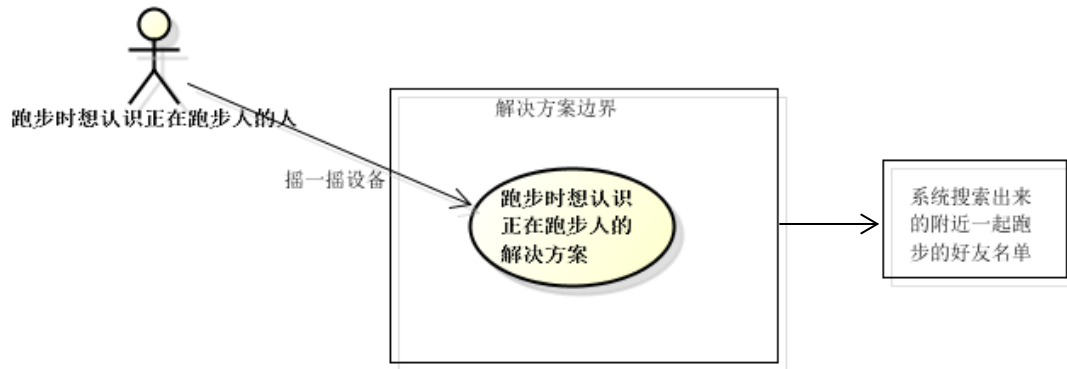 跑步时想认识正在跑步人的人
摇一摇设备
解决方案边界
跑步时想认识
正在跑步人的
解决方案
系统搜索出来
的附近一起跑
步的好友名单